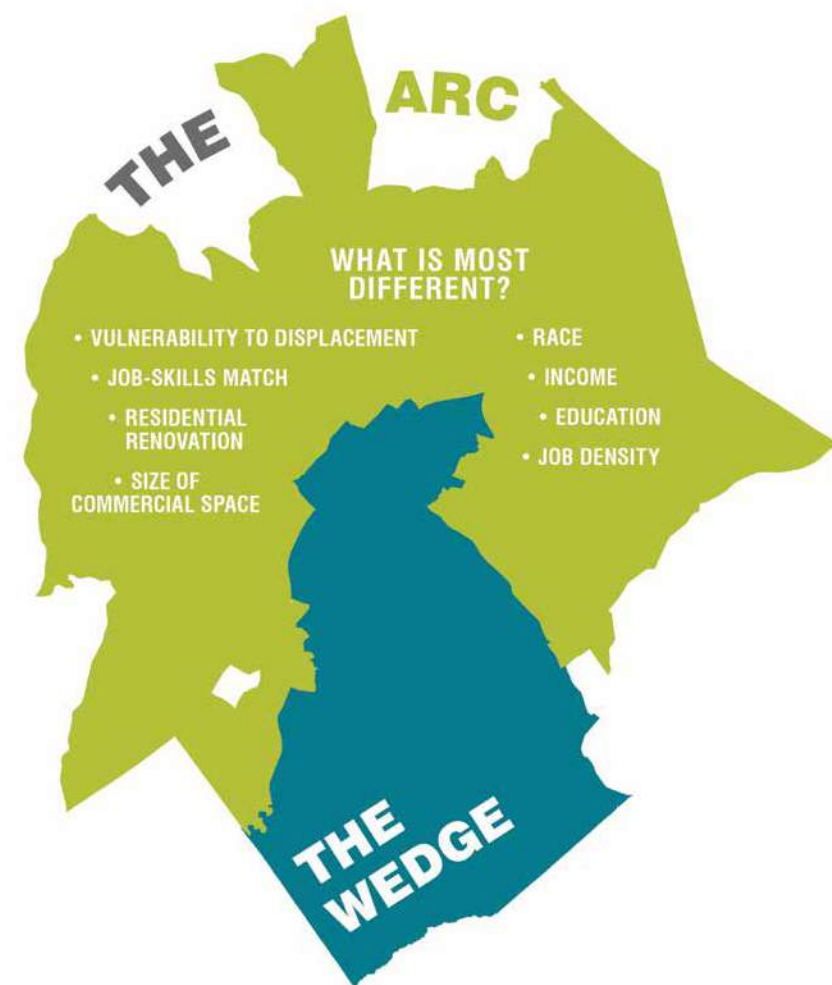 THE ARC
WHAT IS MOST
DIFFERENT?
• VULNERABILITY TO DISPLACEMENT
• JOB-SKILLS MATCH
• RESIDENTIAL
RENOVATION
• SIZE OF
COMMERCIAL SPACE
• RACE
• INCOME
• EDUCATION
• JOB DENSITY
THE
WEDGE